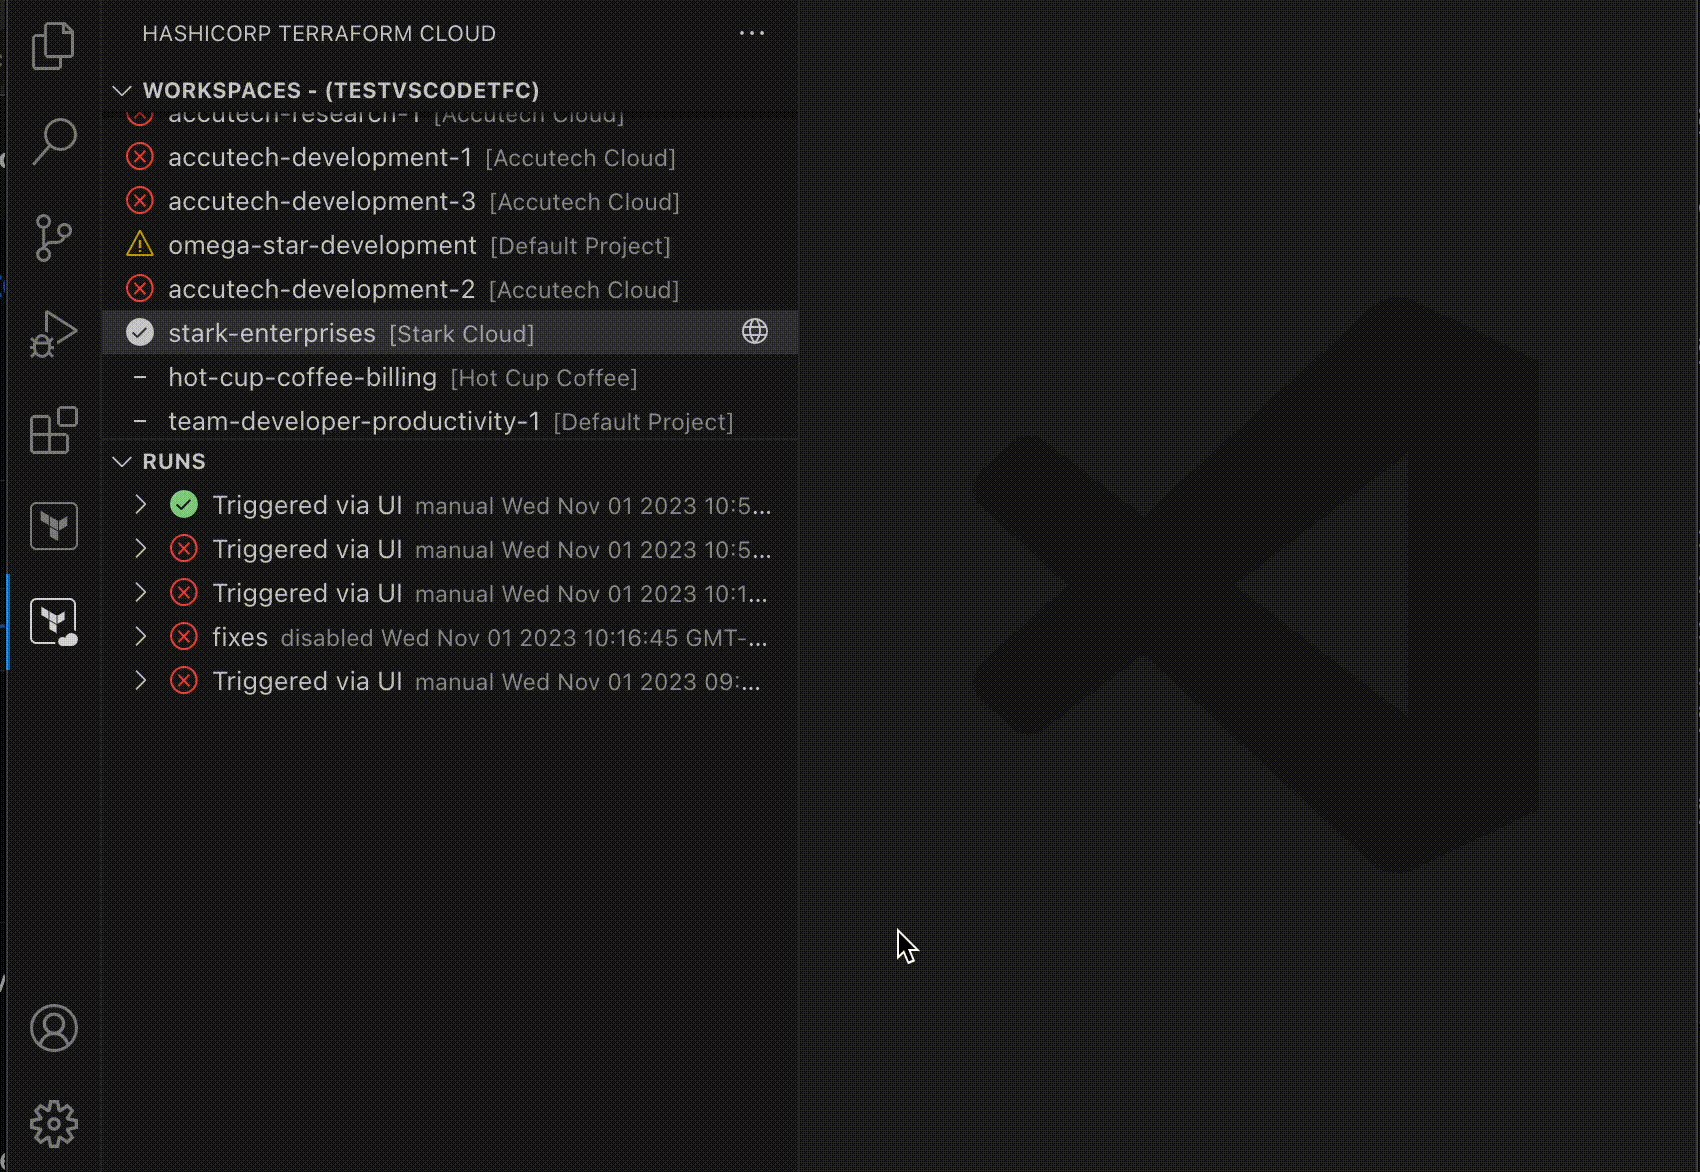 HASHICORP TERRAFORM CLOUD
WORKSPACES - (TESTVSCODETFC)
accutech-research-1 [Accutech Cloud]
accutech-development-1 [Accutech Cloud]
accutech-development-3 [Accutech Cloud]
omega-star-development [Default Project]
accutech-development-2 [Accutech Cloud]
stark-enterprises [Stark Cloud]
hot-cup-coffee-billing [Hot Cup Coffee]
team-developer-productivity-1 [Default Project]
RUNS
Triggered via UI manual Wed Nov 01 2023 10:5...
Triggered via UI manual Wed Nov 01 2023 10:5...
Triggered via UI manual Wed Nov 01 2023 10:1...
fixes disabled Wed Nov 01 2023 10:16:45 GMT-...
Triggered via UI manual Wed Nov 01 2023 09:...